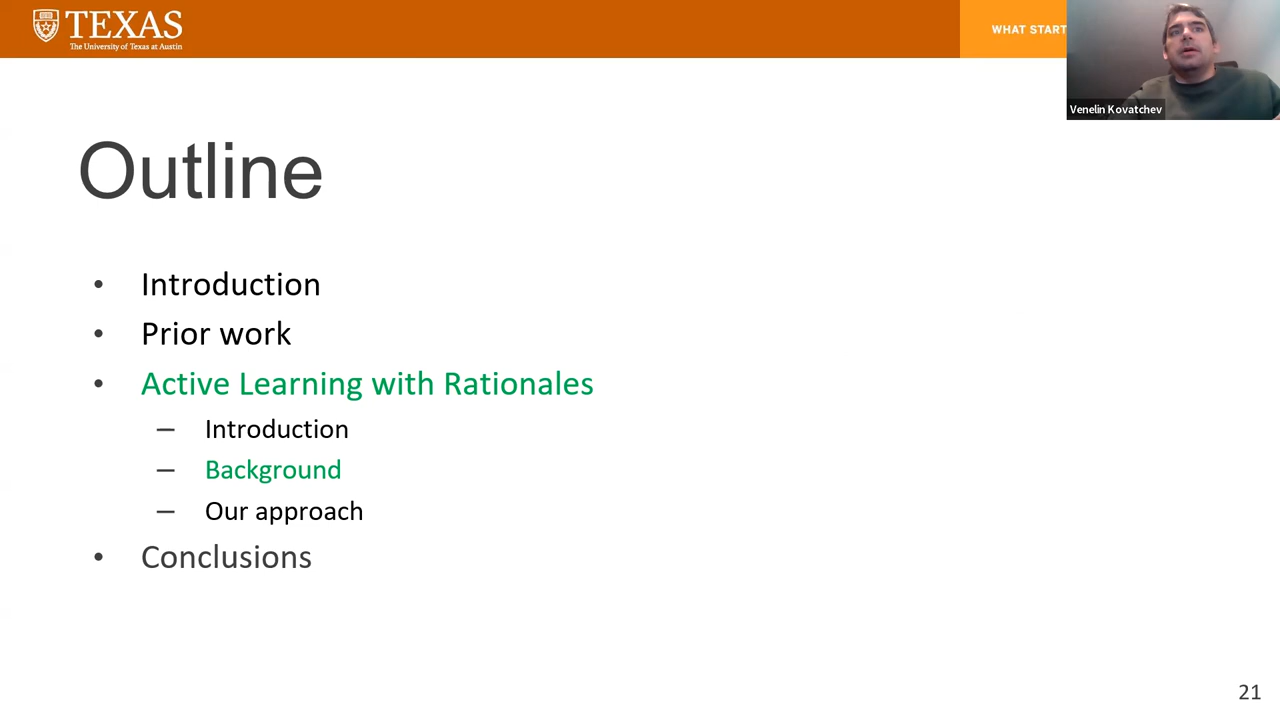 TEXAS
The University of Texas at Austin
WHAT START
Venelin Kovatchev
Outline
• Introduction
• Prior work
• Active Learning with Rationales
— Introduction
— Background
— Our approach
• Conclusions
21